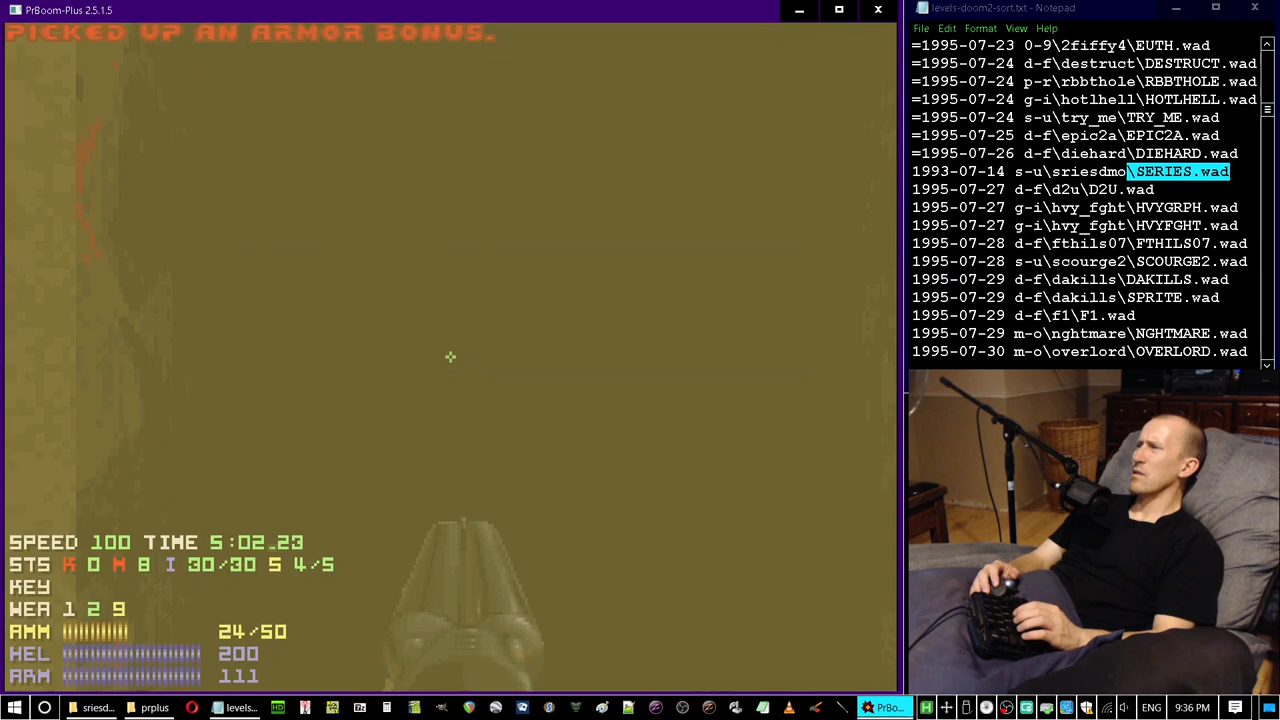 PrBoom-Plus 2.5.1.5
PICKED UP AN ARMOR BONUS.
SPEED 100 TIME 5:02.23
STS K 0 M 8 I 30/30 S 4/5
KEY
WEA 1 2 9
AMM 24/50
HEL 200
ARM 111
levels-doom2-sort.txt - Notepad
File Edit Format View Help
=1995-07-23 0-9\2fiffy4\EUTH.wad
=1995-07-24 d-f\destruct\DESTRUCT.wad
=1995-07-24 p-r\rbbthole\RBBTHOLE.wad
=1995-07-24 g-i\hotlhell\HOTLHELL.wad
=1995-07-24 s-u\try_me\TRY_ME.wad
=1995-07-25 d-f\epic2a\EPIC2A.wad
=1995-07-26 d-f\diehard\DIEHARD.wad
1993-07-14 s-u\sriesdmo\SERIES.wad
1995-07-27 d-f\d2u\D2U.wad
1995-07-27 g-i\hvy_fght\HVYGRPH.wad
1995-07-27 g-i\hvy_fght\HVYFGHT.wad
1995-07-28 d-f\fthils07\FTHILS07.wad
1995-07-28 s-u\scourge2\SCOURGE2.wad
1995-07-29 d-f\dakills\DAKILLS.wad
1995-07-29 d-f\dakills\SPRITE.wad
1995-07-29 d-f\f1\F1.wad
1995-07-29 m-o\nghtmare\NGHTMARE.wad
1995-07-30 m-o\overlord\OVERLORD.wad
sriesd... prplus levels... PrBo... ENG 9:36 PM